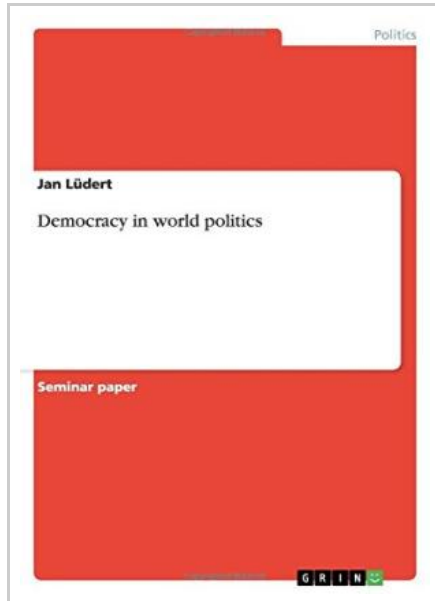 Politics
Jan Lüdert
Democracy in world politics
Seminar paper
GRIN